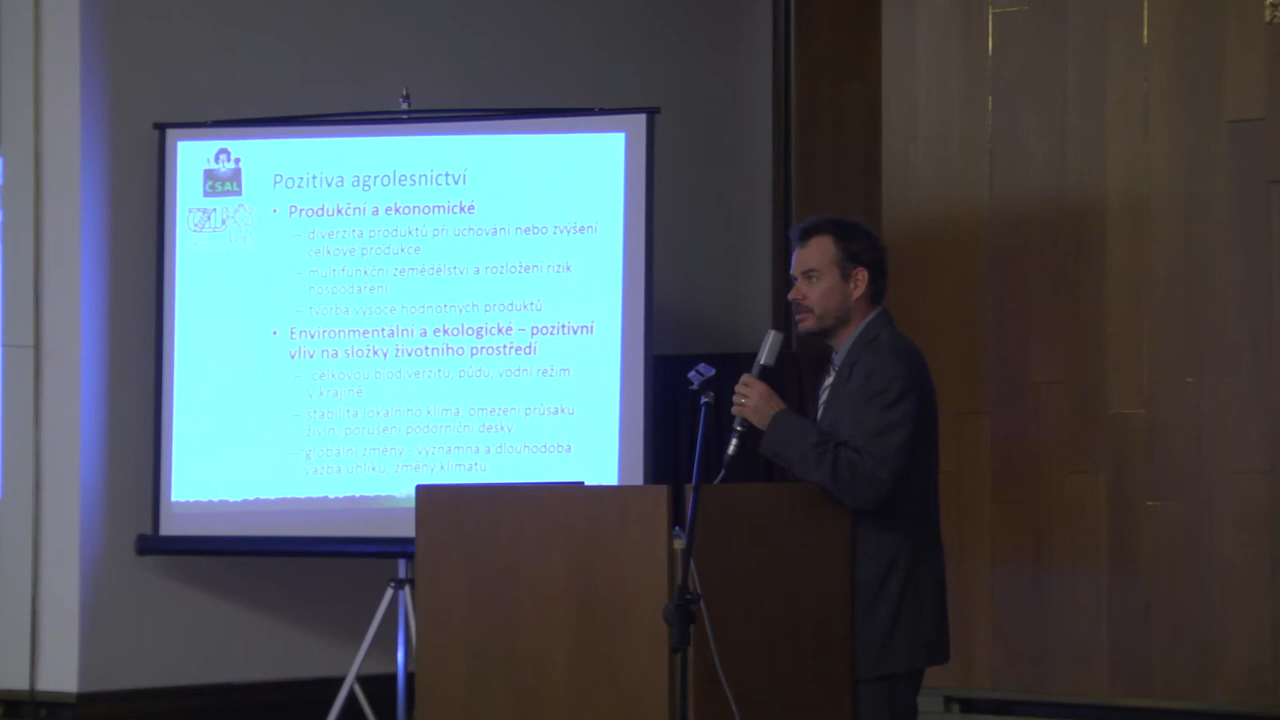 ČSAL
Pozitiva agrolesnictví
• Produkční a ekonomické
– diverzita produktů při uchování nebo zvýšení
celkové produkce
– multifunkční zemědělství a rozložení rizik
hospodaření
– tvorba vysoce hodnotných produktů
• Environmentální a ekologické – pozitivní
vliv na složky životního prostředí
– celkovou biodiverzitu, půdu, vodní režim
v krajině
– stabilita lokálního klima, omezení průsaku
živin, porušení podorniční desky
– globální změny - významná a dlouhodobá
vazba uhlíku, změny klimatu